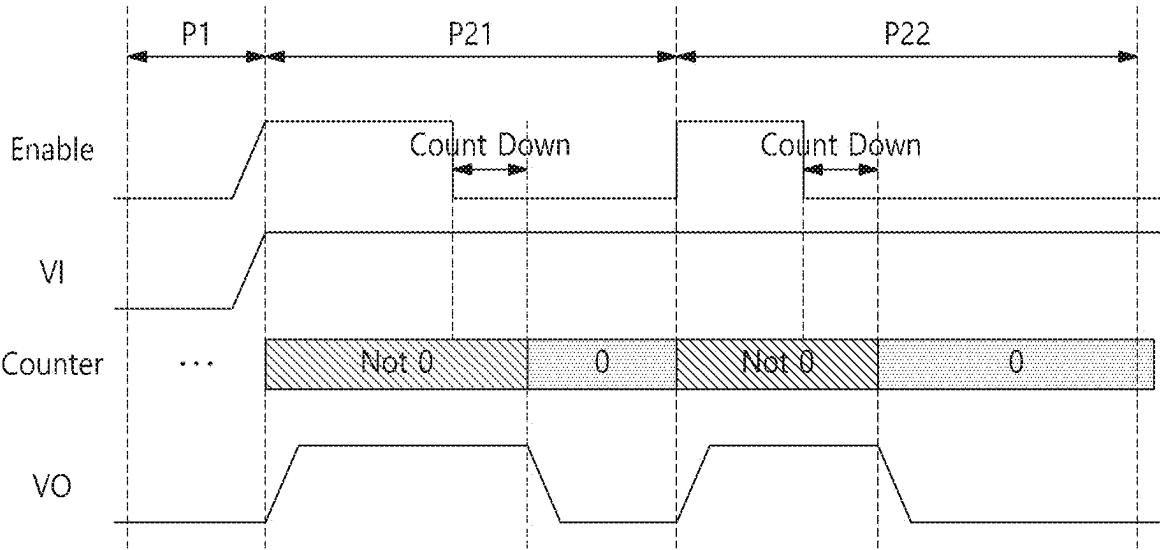 P1 P21 P22
Enable Count Down Count Down
VI
Counter ... Not 0 0 Not 0 0
VO